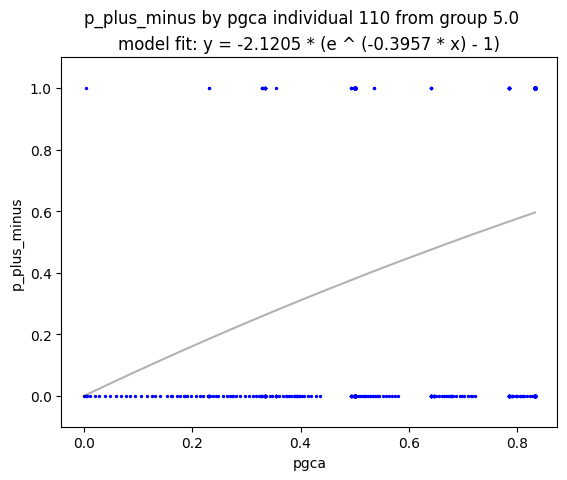 p_plus_minus by pgca individual 110 from group 5.0
model fit: y = -2.1205 * (e ^ (-0.3957 * x) - 1)
1.0
0.8
0.6
0.4
0.2
0.0
p_plus_minus
0.0 0.2 0.4 0.6 0.8
pgca